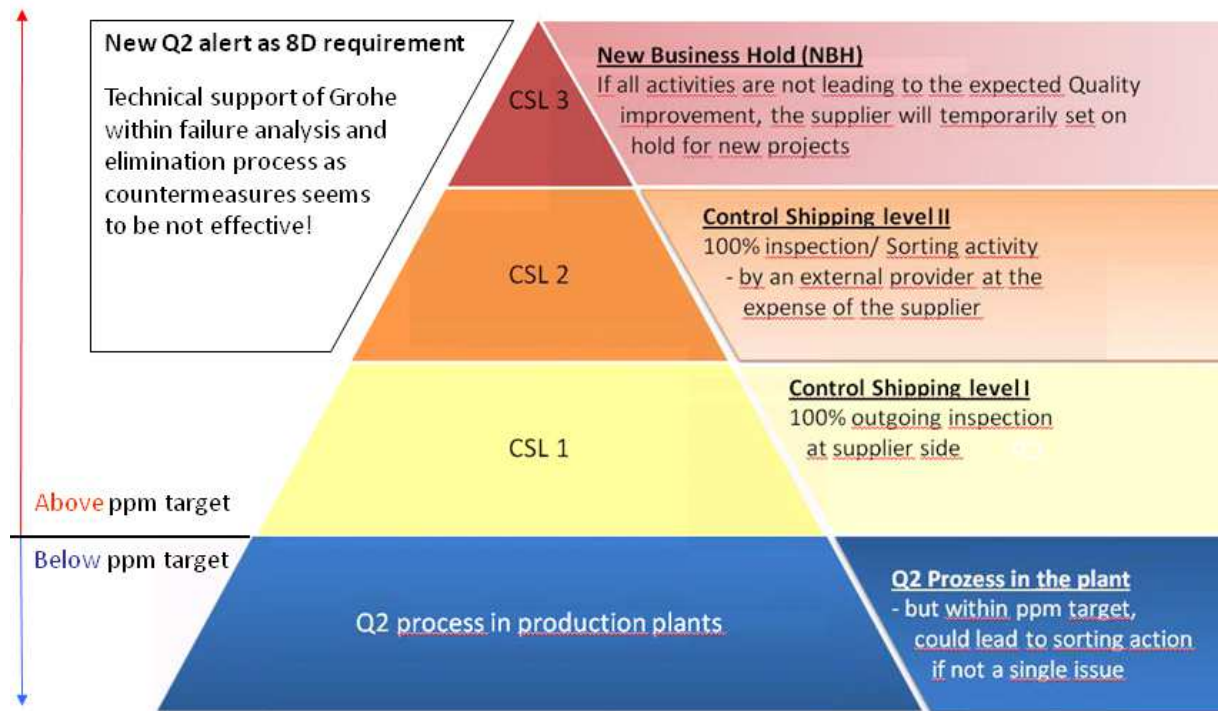 New Q2 alert as 8D requirement
Technical support of Grohe
within failure analysis and
elimination process as
countermeasures seems
to be not effective!
CSL 3
New Business Hold (NBH)
If all activities are not leading to the expected Quality
improvement, the supplier will temporarily set on
hold for new projects
CSL 2
Control Shipping level II
100% inspection/ Sorting activity
- by an external provider at the
expense of the supplier
CSL 1
Control Shipping level I
100% outgoing inspection
at supplier side
Above ppm target
Below ppm target
Q2 process in production plants
Q2 Prozess in the plant
- but within ppm target,
could lead to sorting action
if not a single issue